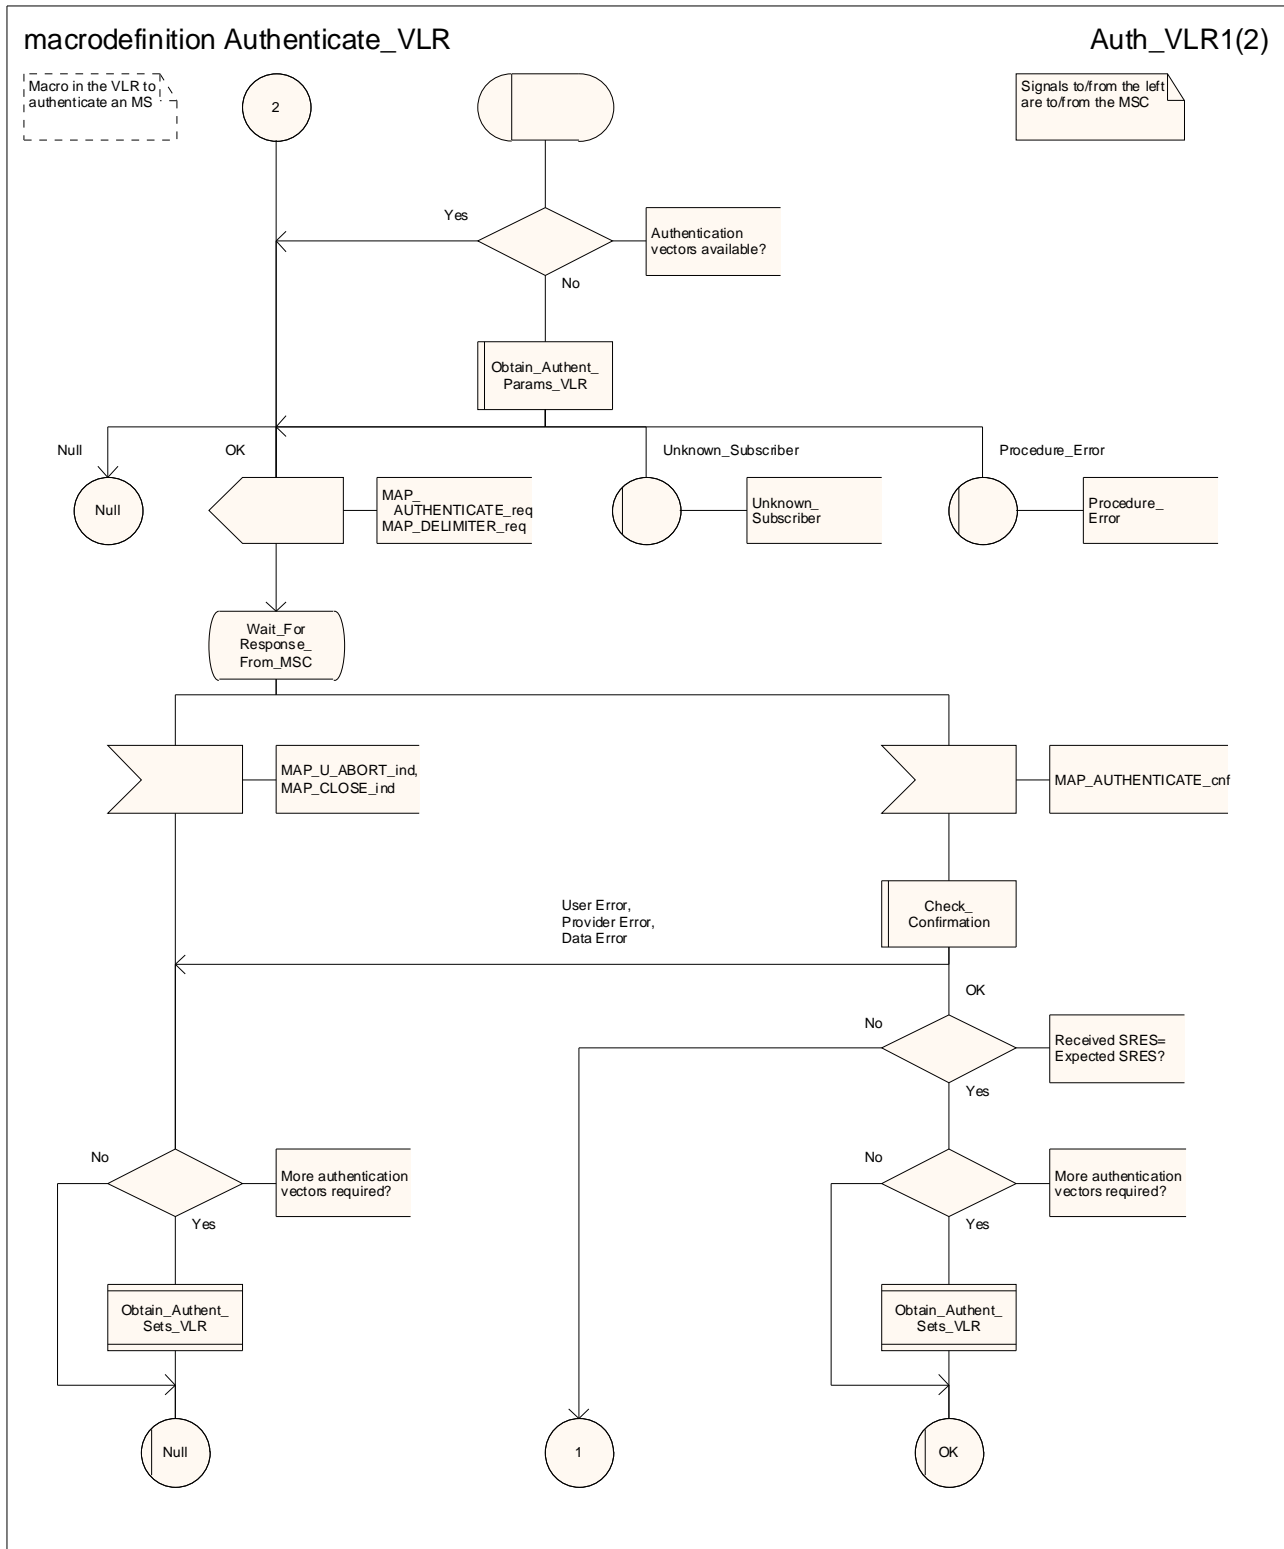 macrodefinition Authenticate_VLR
Auth_VLR1(2)
Macro in the VLR to
authenticate an MS
2
Signals to/from the left
are to/from the MSC
Yes
Authentication
vectors available?
No
Obtain_Authent_
Params_VLR
Null
OK
Unknown_Subscriber
Procedure_Error
Null
MAP_
AUTHENTICATE_req
MAP_DELIMITER_req
Unknown_
Subscriber
Procedure_
Error
Wait_For
Response_
From_MSC
MAP_U_ABORT_ind,
MAP_CLOSE_ind
MAP_AUTHENTICATE_cnf
User Error,
Provider Error,
Data Error
Check_
Confirmation
OK
No
Received SRES=
Expected SRES?
Yes
No
More authentication
vectors required?
Yes
No
More authentication
vectors required?
Yes
Obtain_Authent_
Sets_VLR
Obtain_Authent_
Sets_VLR
Null
1
OK